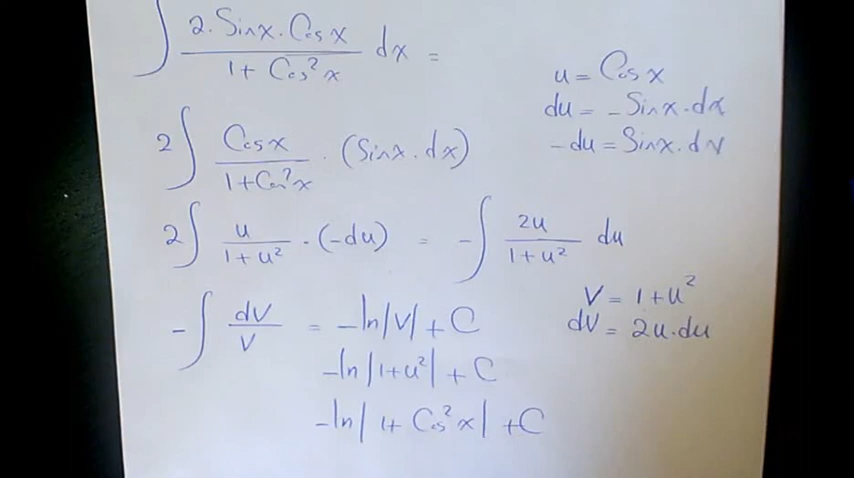 ∫ 2·Sinx·Cosx / 1 + Cos²x dx =
u = Cosx
du = -Sinx·dx
-du = Sinx·dx
2∫ Cosx / 1+Cos²x · (Sinx·dx)
2∫ u / 1+u² · (-du) = -∫ 2u / 1+u² du
V = 1+u²
dV = 2u·du
-∫ dV / V = -ln|V| + C
-ln|1+u²| + C
-ln|1+ Cos²x| + C